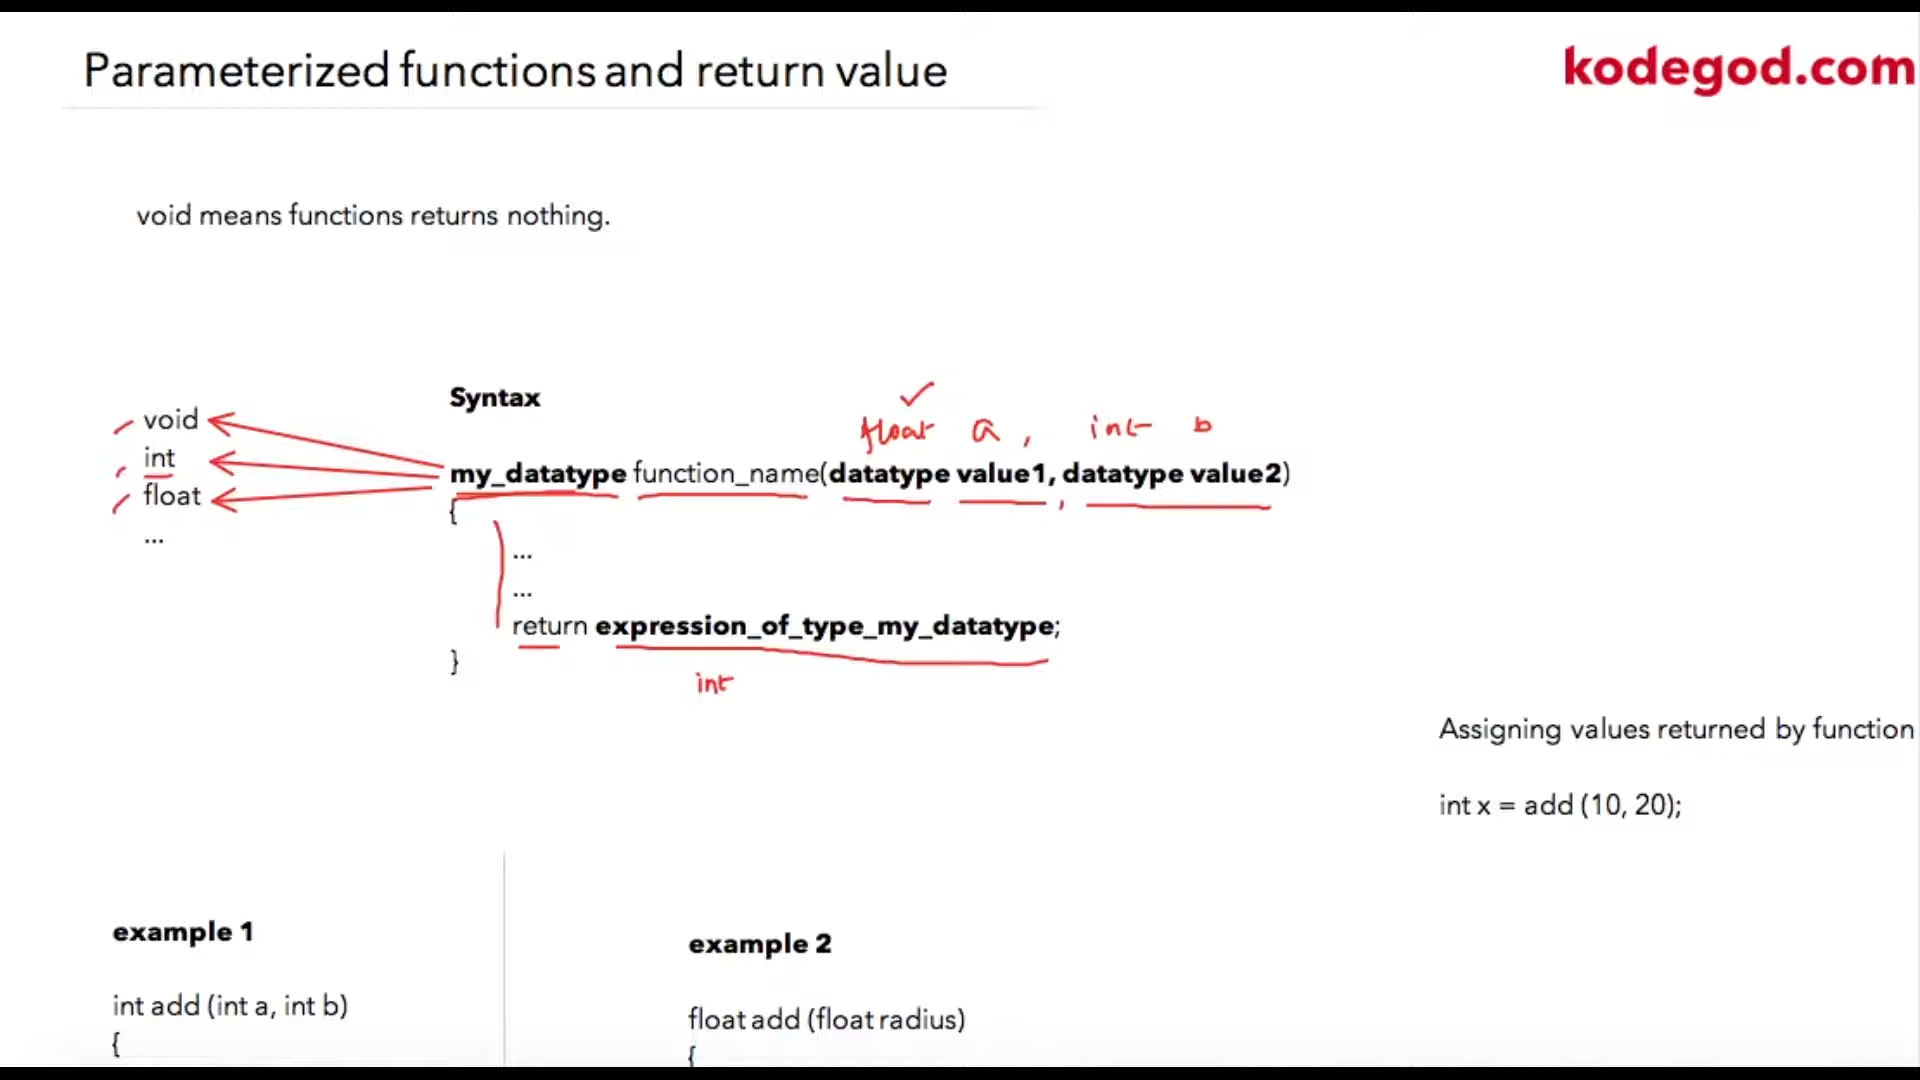 Parameterized functions and return value
kodegod.com
void means functions returns nothing.
Syntax
float a , int b
void
int
float
...
my_datatype function_name(datatype value1, datatype value2)
{
...
...
return expression_of_type_my_datatype;
}
int
Assigning values returned by function
int x = add (10, 20);
example 1
int add (int a, int b)
{
example 2
float add (float radius)
{